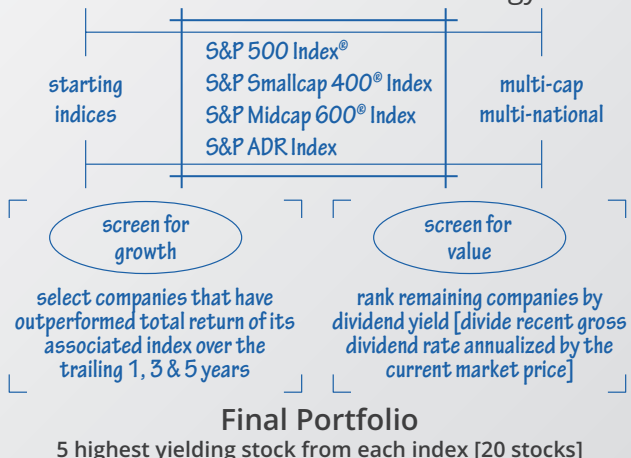 gy
starting
indices
S&P 500 Index®
S&P Smallcap 400® Index
S&P Midcap 600® Index
S&P ADR Index
multi-cap
multi-national
screen for
growth
select companies that have
outperformed total return of its
associated index over the
trailing 1, 3 & 5 years
screen for
value
rank remaining companies by
dividend yield [divide recent gross
dividend rate annualized by the
current market price]
Final Portfolio
5 highest yielding stock from each index [20 stocks]